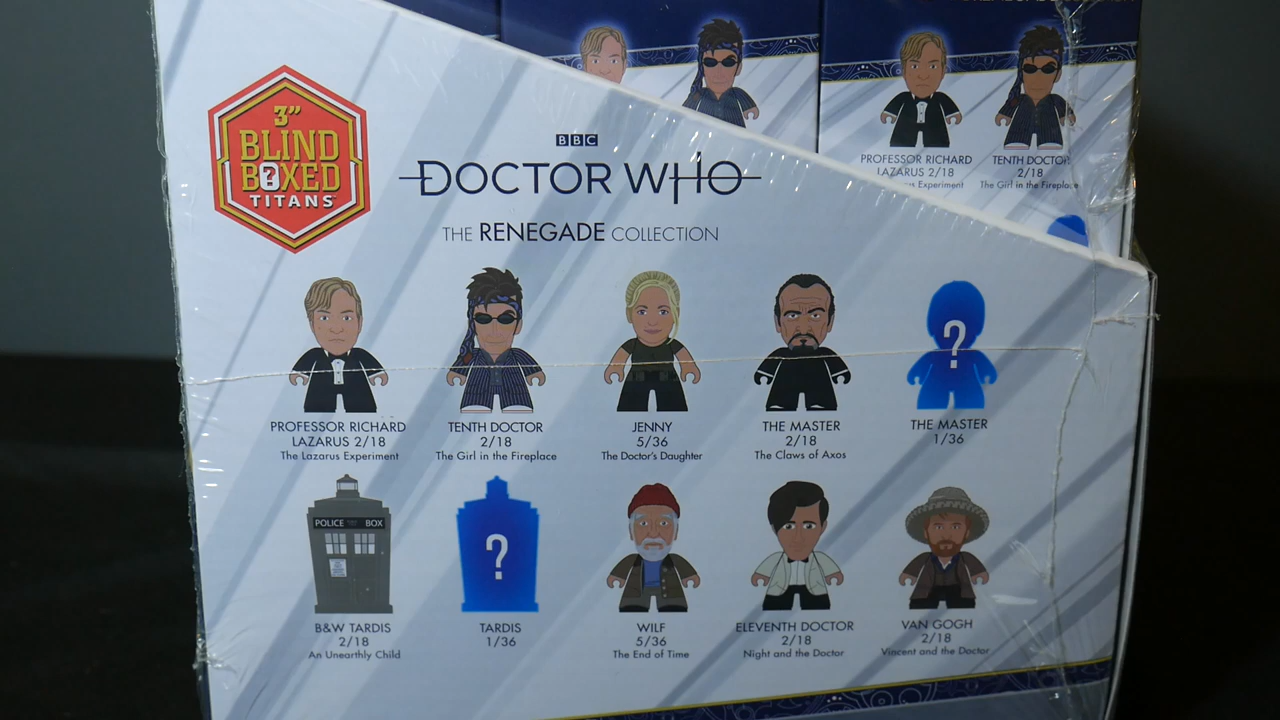 3"
BLIND
B?XED
TITANS
BBC
DOCTOR WHO
THE RENEGADE COLLECTION
PROFESSOR RICHARD
LAZARUS 2/18
The Lazarus Experiment
TENTH DOCTOR
2/18
The Girl in the Fireplace
JENNY
5/36
The Doctor's Daughter
THE MASTER
2/18
The Claws of Axos
?
THE MASTER
1/36
POLICE BOX
B&W TARDIS
2/18
An Unearthly Child
?
TARDIS
1/36
WILF
5/36
The End of Time
ELEVENTH DOCTOR
2/18
Night and the Doctor
VAN GOGH
2/18
Vincent and the Doctor
PROFESSOR RICHARD
LAZARUS 2/18
Experiment
TENTH DOCTOR
2/18
The Girl in the Fireplace